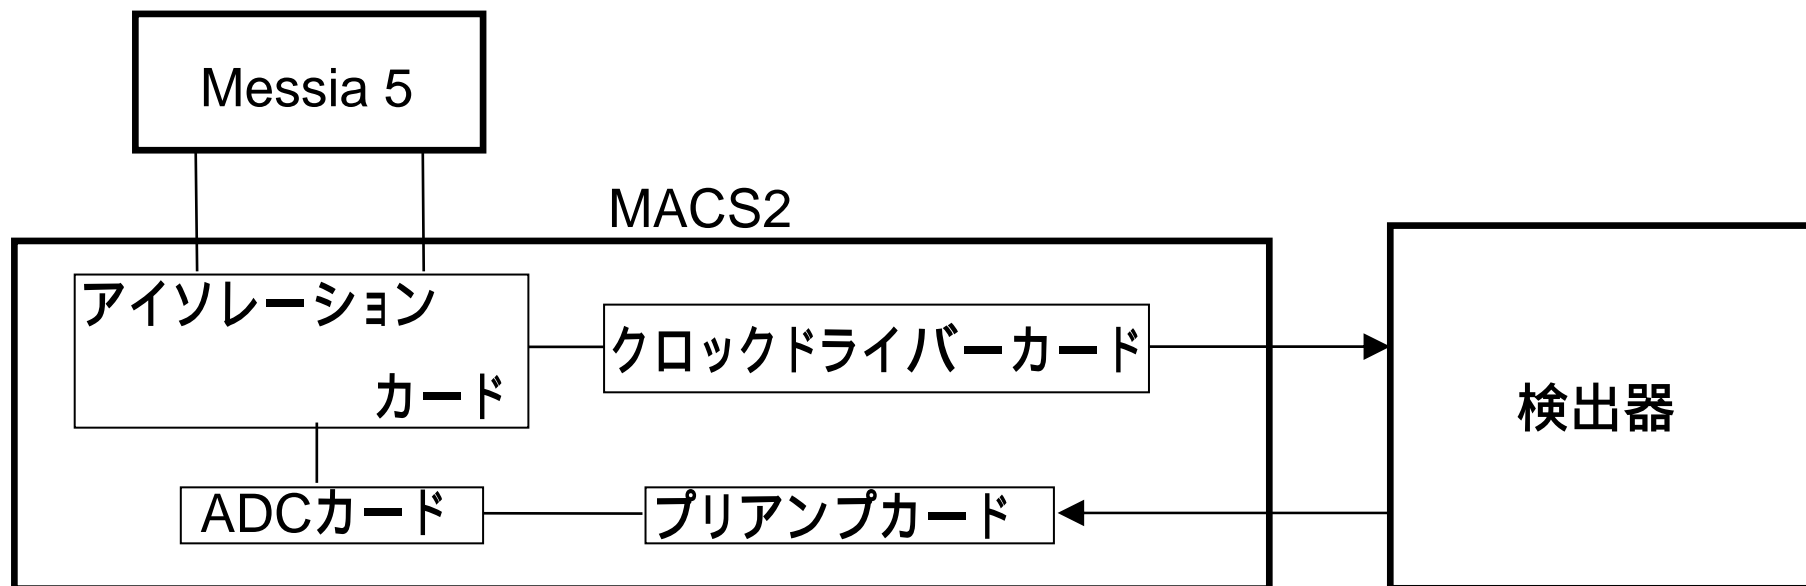 Messia 5
MACS2
アイソレーション
カード
クロックドライバーカード
検出器
ADCカード
プリアンプカード